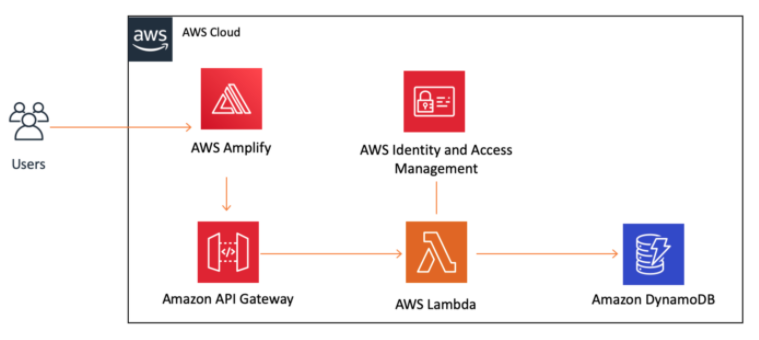 aws
AWS Cloud
Users
AWS Amplify
AWS Identity and Access
Management
</>
Amazon API Gateway
AWS Lambda
Amazon DynamoDB